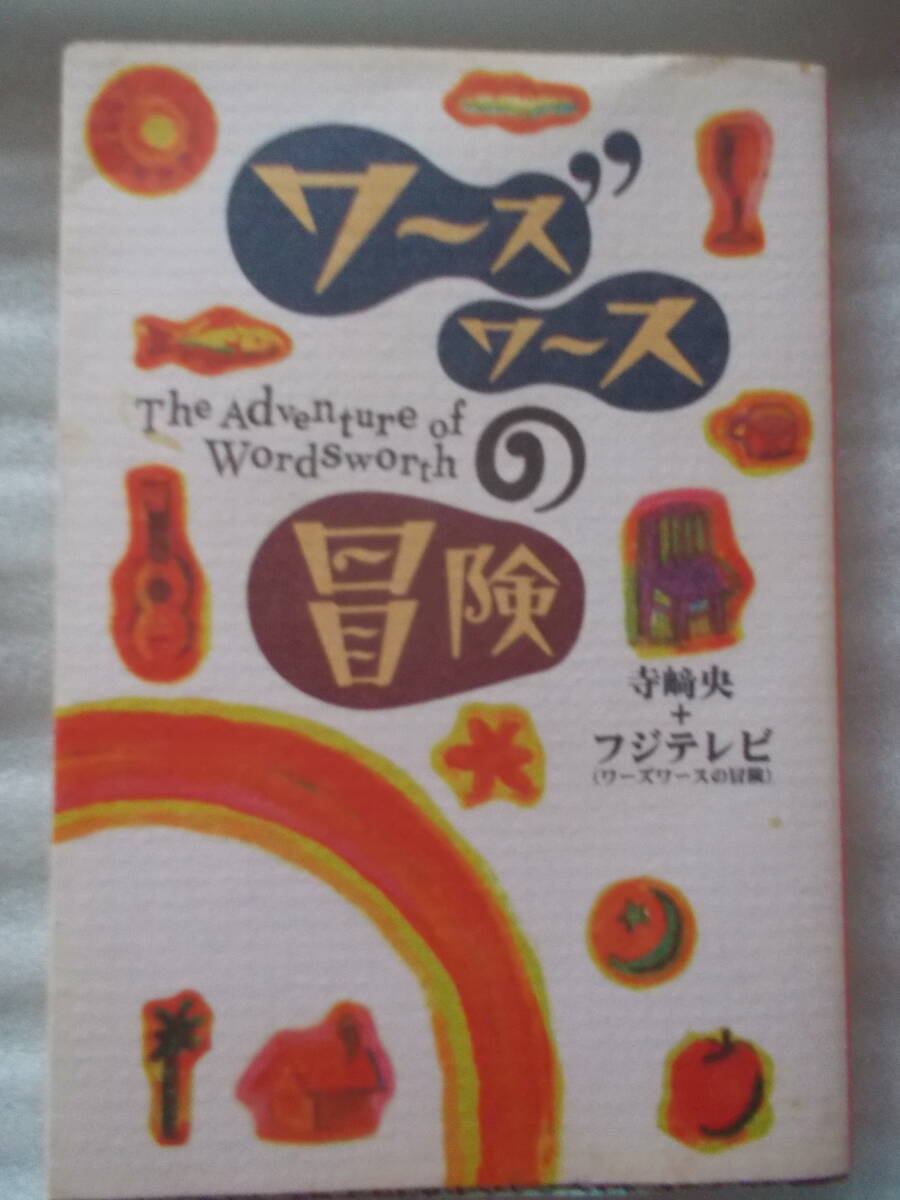 ワーズ
ワース
The Adventure of
Wordsworth
の
冒険
寺﨑央
+
フジテレビ
(ワーズワースの冒険)